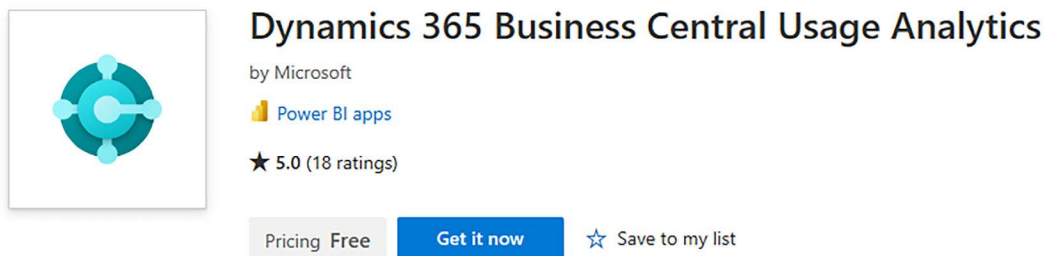 Dynamics 365 Business Central Usage Analytics
by Microsoft
Power BI apps
★ 5.0 (18 ratings)
Pricing Free Get it now ☆ Save to my list